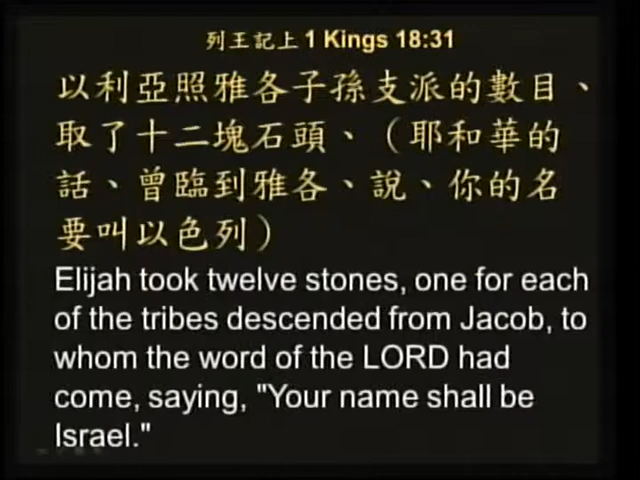 列王記上 1 Kings 18:31
以利亞照雅各子孫支派的數目、
取了十二塊石頭、（耶和華的
話、曾臨到雅各、說、你的名
要叫以色列）
Elijah took twelve stones, one for each
of the tribes descended from Jacob, to
whom the word of the LORD had
come, saying, "Your name shall be
Israel."